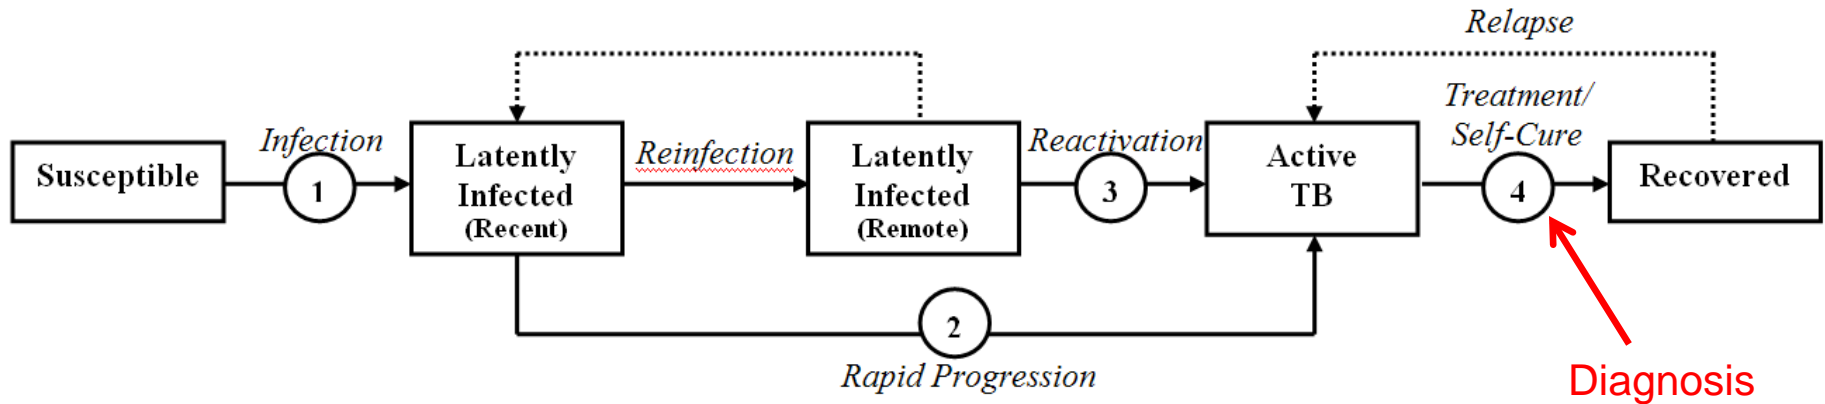 Relapse
Treatment/
Self-Cure
Susceptible
Infection
1
Latently
Infected
(Recent)
Reinfection
Latently
Infected
(Remote)
Reactivation
3
Active
TB
4
Recovered
2
Rapid Progression
Diagnosis